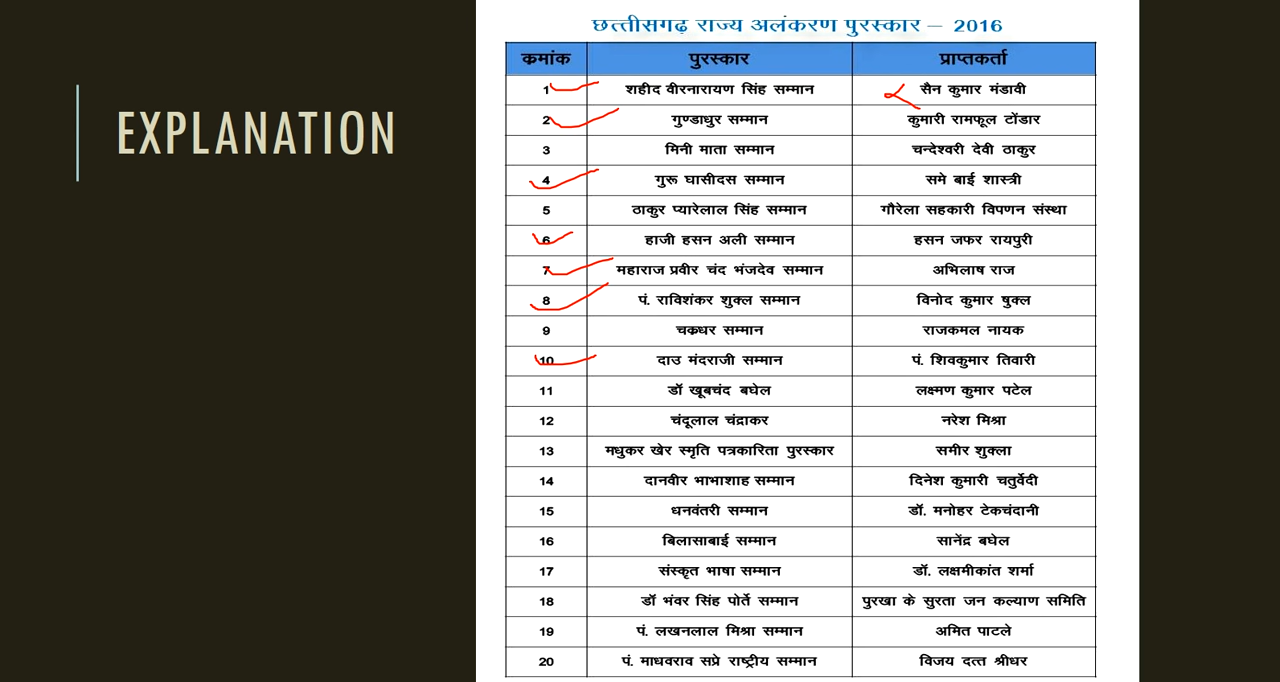 EXPLANATION
छत्तीसगढ़ राज्य अलंकरण पुरस्कार – 2016
क्रमांक पुरस्कार प्राप्तकर्ता
1 शहीद वीरनारायण सिंह सम्मान सैन कुमार मंडावी
2 गुण्डाधुर सम्मान कुमारी रामफूल टोंडार
3 मिनी माता सम्मान चन्देश्वरी देवी ठाकुर
4 गुरू घासीदस सम्मान समे बाई शास्त्री
5 ठाकुर प्यारेलाल सिंह सम्मान गौरेला सहकारी विपणन संस्था
6 हाजी हसन अली सम्मान हसन जफर रायपुरी
7 महाराज प्रवीर चंद भंजदेव सम्मान अभिलाष राज
8 पं. राविशंकर शुक्ल सम्मान विनोद कुमार षुक्ल
9 चक्रधर सम्मान राजकमल नायक
10 दाउ मंदराजी सम्मान पं. शिवकुमार तिवारी
11 डॉ खूबचंद बघेल लक्ष्मण कुमार पटेल
12 चंदूलाल चंद्राकर नरेश मिश्रा
13 मधुकर खेर स्मृति पत्रकारिता पुरस्कार समीर शुक्ला
14 दानवीर भाभाशाह सम्मान दिनेश कुमारी चतुर्वेदी
15 धनवंतरी सम्मान डॉ. मनोहर टेकचंदानी
16 बिलासाबाई सम्मान सानेंद्र बघेल
17 संस्कृत भाषा सम्मान डॉ. लक्षमीकांत शर्मा
18 डॉ भंवर सिंह पोर्ते सम्मान पुरखा के सुरता जन कल्याण समिति
19 पं. लखनलाल मिश्रा सम्मान अमित पाटले
20 पं. माधवराव सप्रे राष्ट्रीय सम्मान विजय दत्त श्रीधर